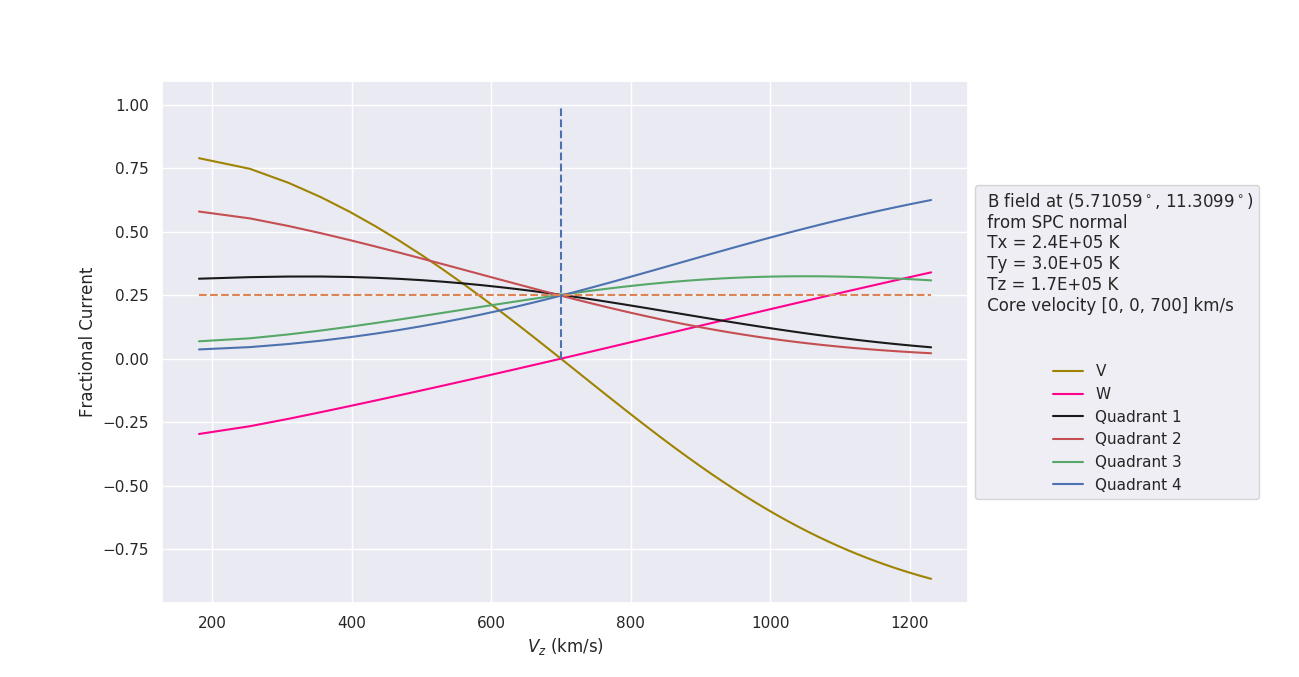 1.00
0.75
0.50
0.25
0.00
−0.25
−0.50
−0.75
Fractional Current
200 400 600 800 1000 1200
V_z (km/s)
B field at (5.71059°, 11.3099°)
from SPC normal
Tx = 2.4E+05 K
Ty = 3.0E+05 K
Tz = 1.7E+05 K
Core velocity [0, 0, 700] km/s
V
W
Quadrant 1
Quadrant 2
Quadrant 3
Quadrant 4